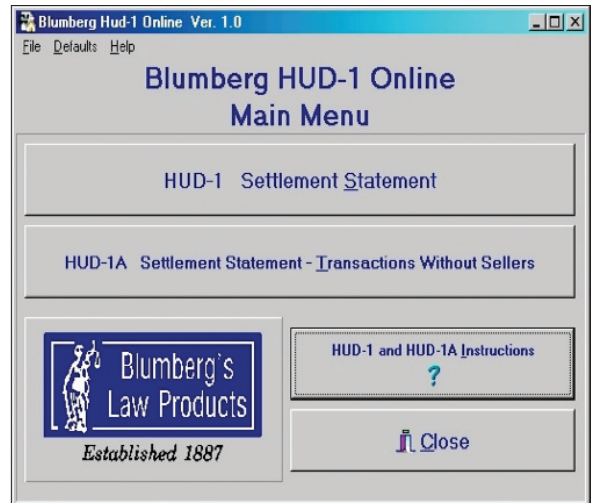 Blumberg Hud-1 Online Ver. 1.0
File Defaults Help
Blumberg HUD-1 Online
Main Menu
HUD-1 Settlement Statement
HUD-1A Settlement Statement - Transactions Without Sellers
Blumberg's
Law Products
Established 1887
HUD-1 and HUD-1A Instructions
?
Close